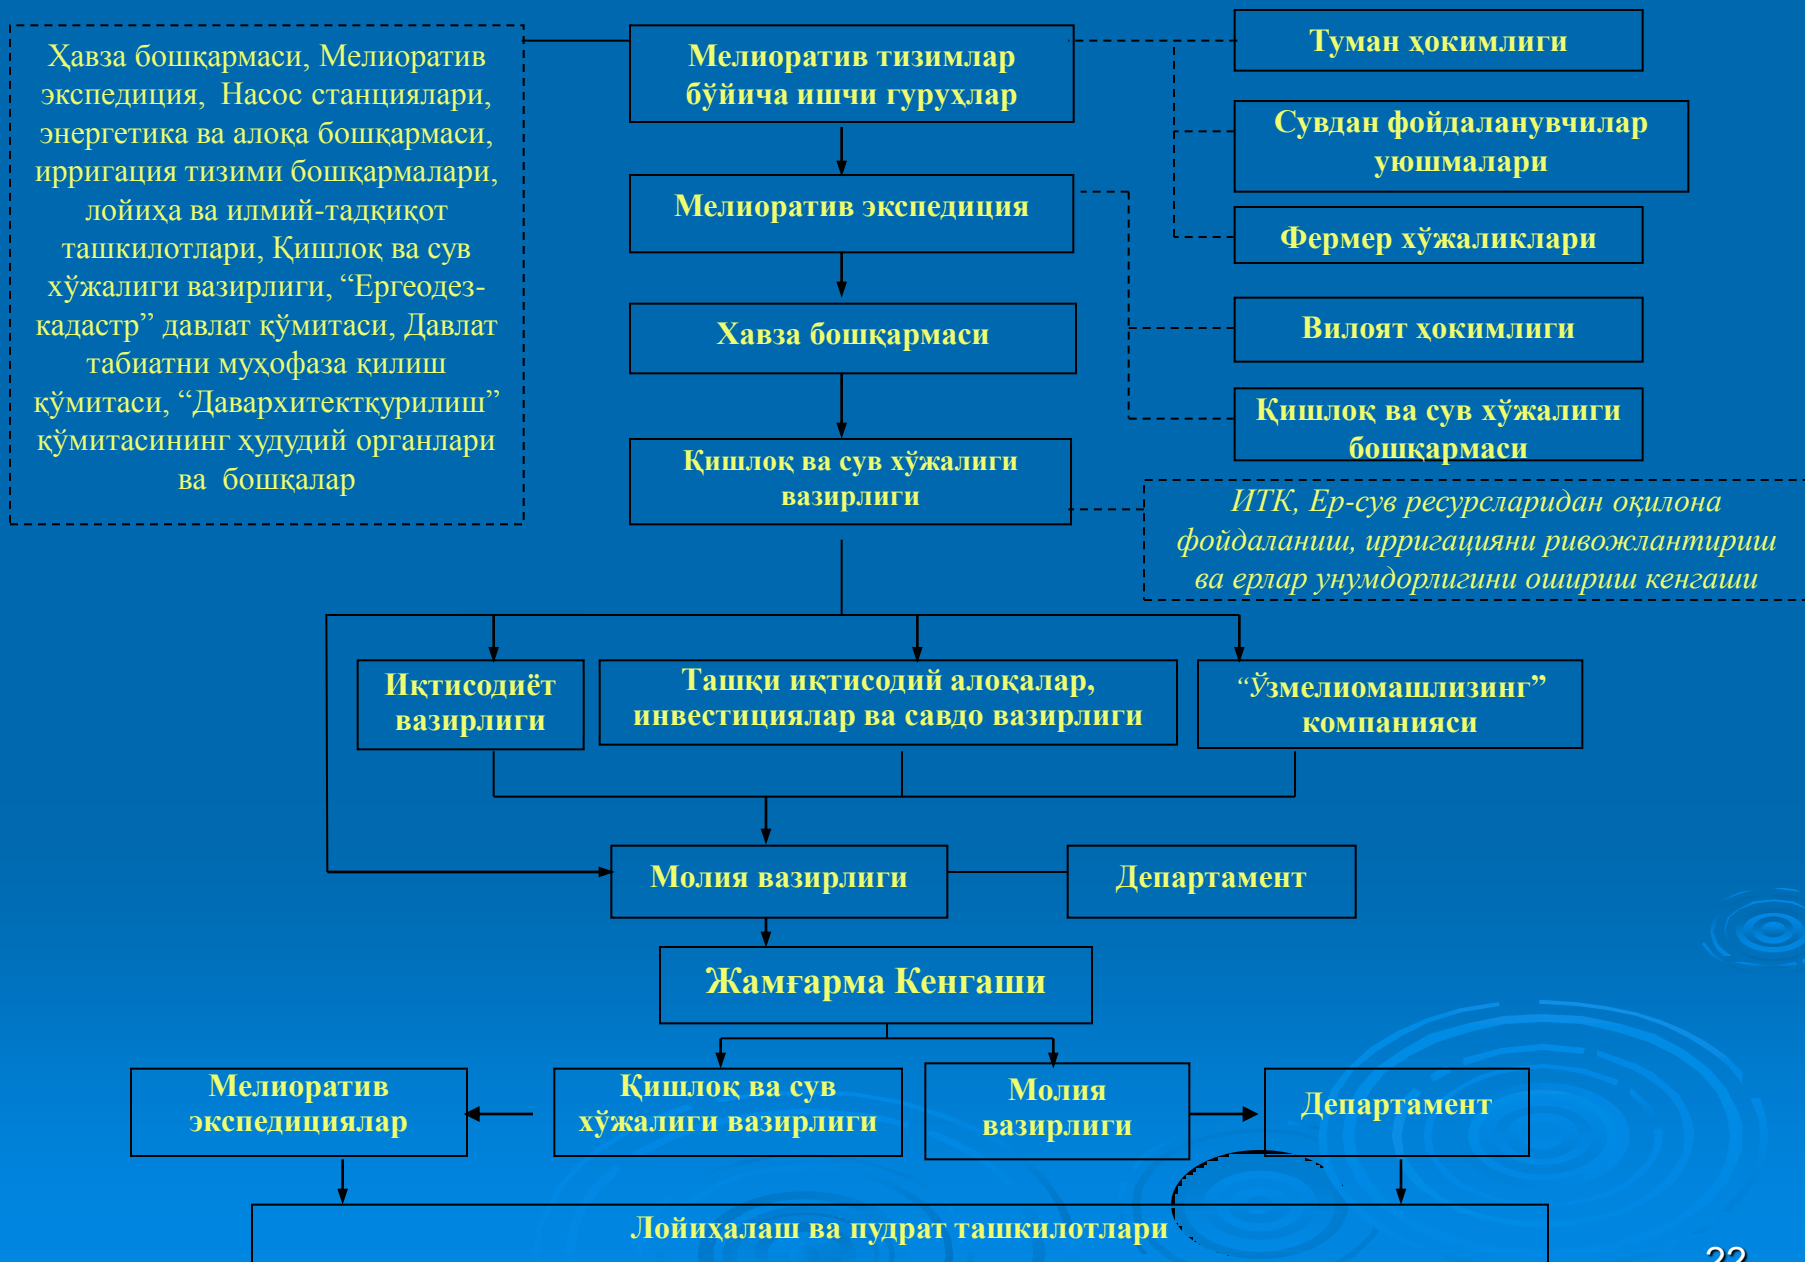 Ҳавза бошқармаси, Мелиоратив
экспедиция, Насос станциялари,
энергетика ва алоқа бошқармаси,
ирригация тизими бошқармалари,
лойиҳа ва илмий-тадқиқот
ташкилотлари, Қишлоқ ва сув
хўжалиги вазирлиги, “Ергеодез-
кадастр” давлат қўмитаси, Давлат
табиатни муҳофаза қилиш
қўмитаси, “Давархитектқурилиш”
қўмитасининг ҳудудий органлари
ва бошқалар
Мелиоратив тизимлар
бўйича ишчи гуруҳлар
Туман ҳокимлиги
Сувдан фойдаланувчилар
уюшмалари
Мелиоратив экспедиция
Фермер хўжаликлари
Хавза бошқармаси
Вилоят ҳокимлиги
Қишлоқ ва сув хўжалиги
бошқармаси
Қишлоқ ва сув хўжалиги
вазирлиги
ИТК, Ер-сув ресурсларидан оқилона
фойдаланиш, ирригацияни ривожлантириш
ва ерлар унумдорлигини ошириш кенгаши
Иқтисодиёт
вазирлиги
Ташқи иқтисодий алоқалар,
инвестициялар ва савдо вазирлиги
“Ўзмелиомашлизинг”
компанияси
Молия вазирлиги
Департамент
Жамғарма Кенгаши
Мелиоратив
экспедициялар
Қишлоқ ва сув
хўжалиги вазирлиги
Молия
вазирлиги
Департамент
Лойиҳалаш ва пудрат ташкилотлари
22